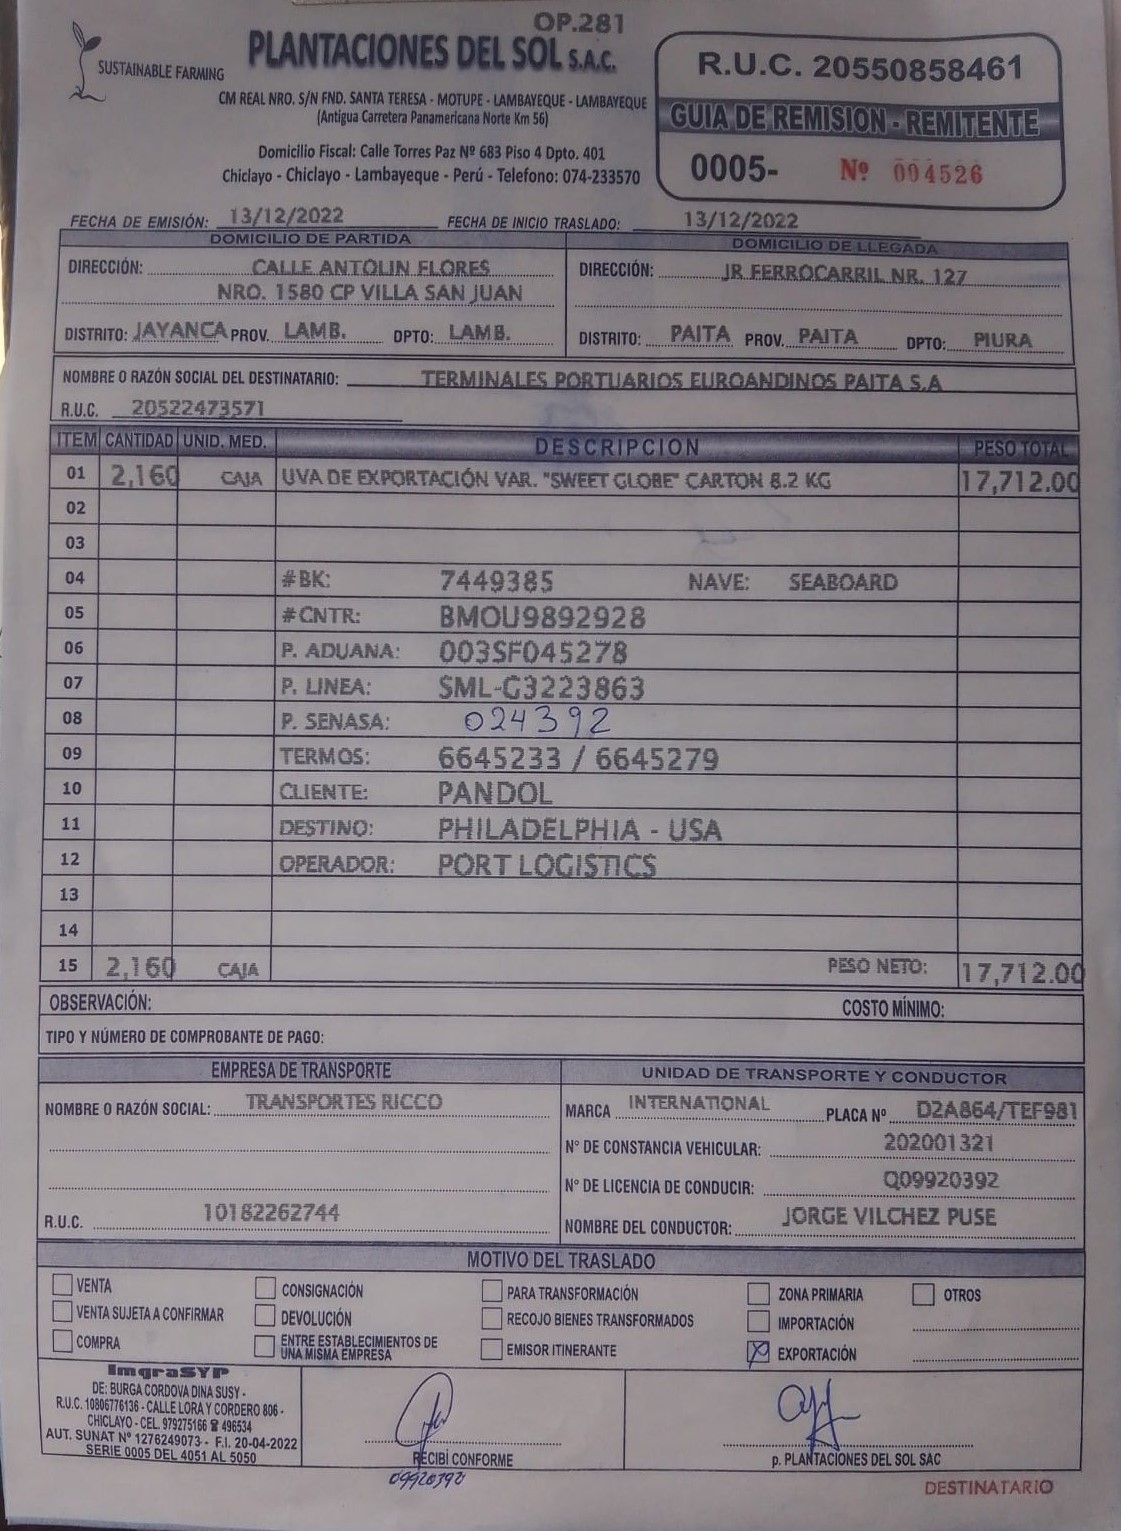 OP.281
SUSTAINABLE FARMING
PLANTACIONES DEL SOL S.A.C.
CM REAL NRO. S/N FND. SANTA TERESA - MOTUPE - LAMBAYEQUE - LAMBAYEQUE
(Antigua Carretera Panamericana Norte Km 56)
Domicilio Fiscal: Calle Torres Paz Nº 683 Piso 4 Dpto. 401
Chiclayo - Chiclayo - Lambayeque - Perú - Telefono: 074-233570
R.U.C. 20550858461
GUIA DE REMISION - REMITENTE
0005- Nº 004526
FECHA DE EMISIÓN: 13/12/2022 FECHA DE INICIO TRASLADO: 13/12/2022
DOMICILIO DE PARTIDA
DIRECCIÓN: CALLE ANTOLIN FLORES
NRO. 1580 CP VILLA SAN JUAN
DISTRITO: JAYANCA PROV. LAMB. DPTO: LAMB.
DOMICILIO DE LLEGADA
DIRECCIÓN: JR FERROCARRIL NR. 127
DISTRITO: PAITA PROV. PAITA DPTO: PIURA
NOMBRE O RAZÓN SOCIAL DEL DESTINATARIO: TERMINALES PORTUARIOS EUROANDINOS PAITA S.A
R.U.C. 20522473571
ITEM CANTIDAD UNID. MED. DESCRIPCION PESO TOTAL
01 2,160 CAJA UVA DE EXPORTACIÓN VAR. "SWEET GLOBE" CARTON 8.2 KG 17,712.00
02
03
04 #BK: 7449385 NAVE: SEABOARD
05 #CNTR: BMOU9892928
06 P. ADUANA: 003SF045278
07 P. LINEA: SML-G3223863
08 P. SENASA: 024392
09 TERMOS: 6645233 / 6645279
10 CLIENTE: PANDOL
11 DESTINO: PHILADELPHIA - USA
12 OPERADOR: PORT LOGISTICS
13
14
15 2,160 CAJA PESO NETO: 17,712.00
OBSERVACIÓN: COSTO MÍNIMO:
TIPO Y NÚMERO DE COMPROBANTE DE PAGO:
EMPRESA DE TRANSPORTE
NOMBRE O RAZÓN SOCIAL: TRANSPORTES RICCO
R.U.C. 10182262744
UNIDAD DE TRANSPORTE Y CONDUCTOR
MARCA INTERNATIONAL PLACA Nº D2A864/TEF981
Nº DE CONSTANCIA VEHICULAR: 202001321
Nº DE LICENCIA DE CONDUCIR: Q09920392
NOMBRE DEL CONDUCTOR: JORGE VILCHEZ PUSE
MOTIVO DEL TRASLADO
VENTA CONSIGNACIÓN PARA TRANSFORMACIÓN ZONA PRIMARIA OTROS
VENTA SUJETA A CONFIRMAR DEVOLUCIÓN RECOJO BIENES TRANSFORMADOS IMPORTACIÓN
COMPRA ENTRE ESTABLECIMIENTOS DE UNA MISMA EMPRESA EMISOR ITINERANTE X EXPORTACIÓN
ImgraSYP
DE: BURGA CORDOVA DINA SUSY -
R.U.C. 10806776136 - CALLE LORA Y CORDERO 806 -
CHICLAYO - CEL. 979275166 ☎ 496534
AUT. SUNAT Nº 1276249073 - F.I. 20-04-2022
SERIE 0005 DEL 4051 AL 5050
RECIBÍ CONFORME
09920392
p. PLANTACIONES DEL SOL SAC
DESTINATARIO